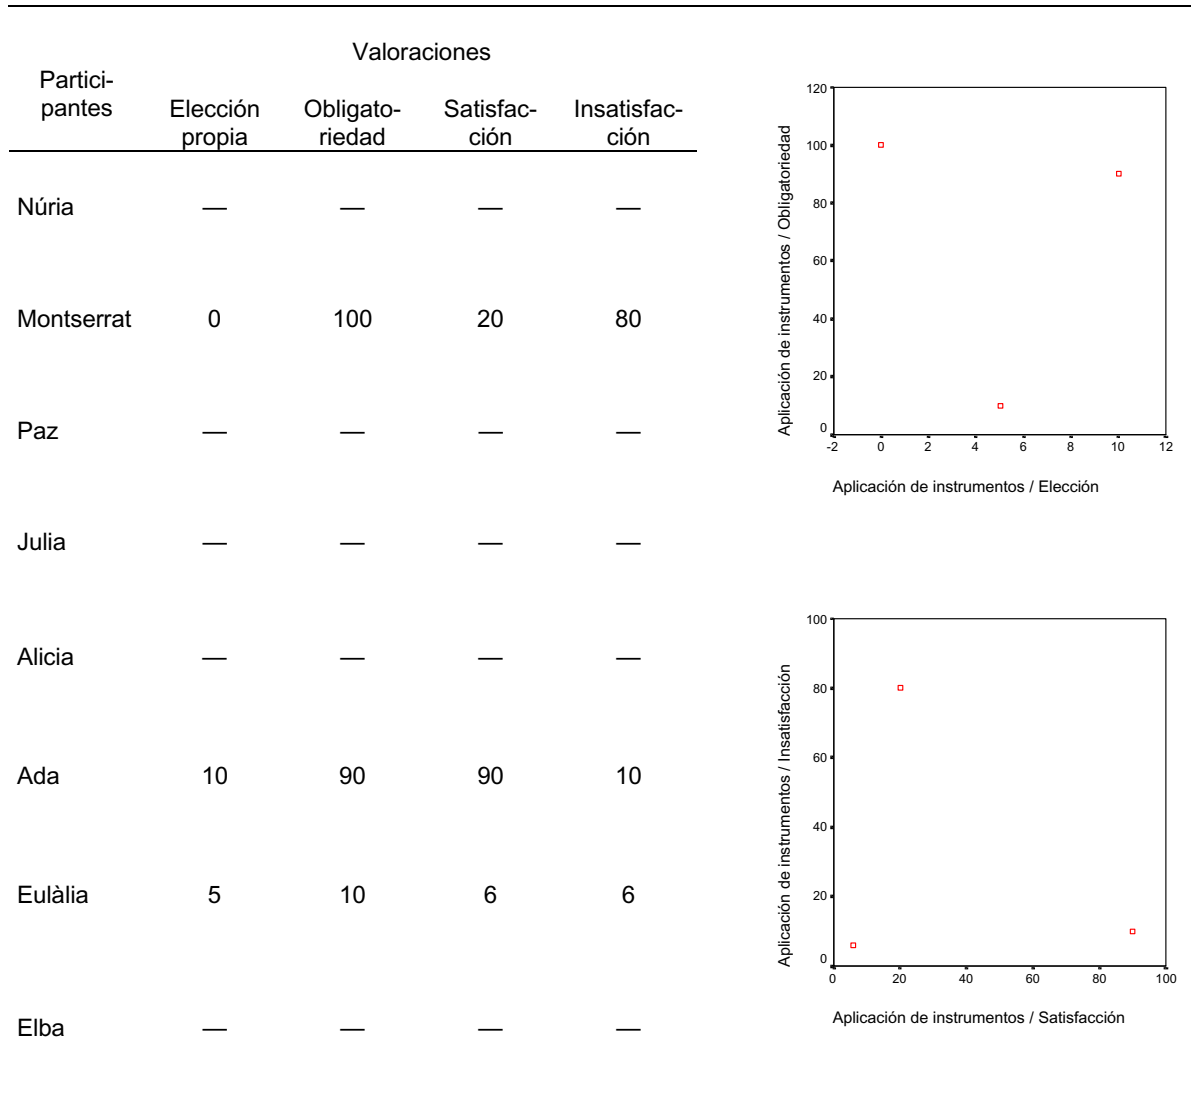 Valoraciones
Partici-
pantes
Elección
propia
Obligato-
riedad
Satisfac-
ción
Insatisfac-
ción
Núria — — — —
Montserrat 0 100 20 80
Paz — — — —
Julia — — — —
Alicia — — — —
Ada 10 90 90 10
Eulàlia 5 10 6 6
Elba — — — —
Aplicación de instrumentos / Obligatoriedad
120
100
80
60
40
20
0
-2 0 2 4 6 8 10 12
Aplicación de instrumentos / Elección
Aplicación de instrumentos / Insatisfacción
100
80
60
40
20
0
0 20 40 60 80 100
Aplicación de instrumentos / Satisfacción